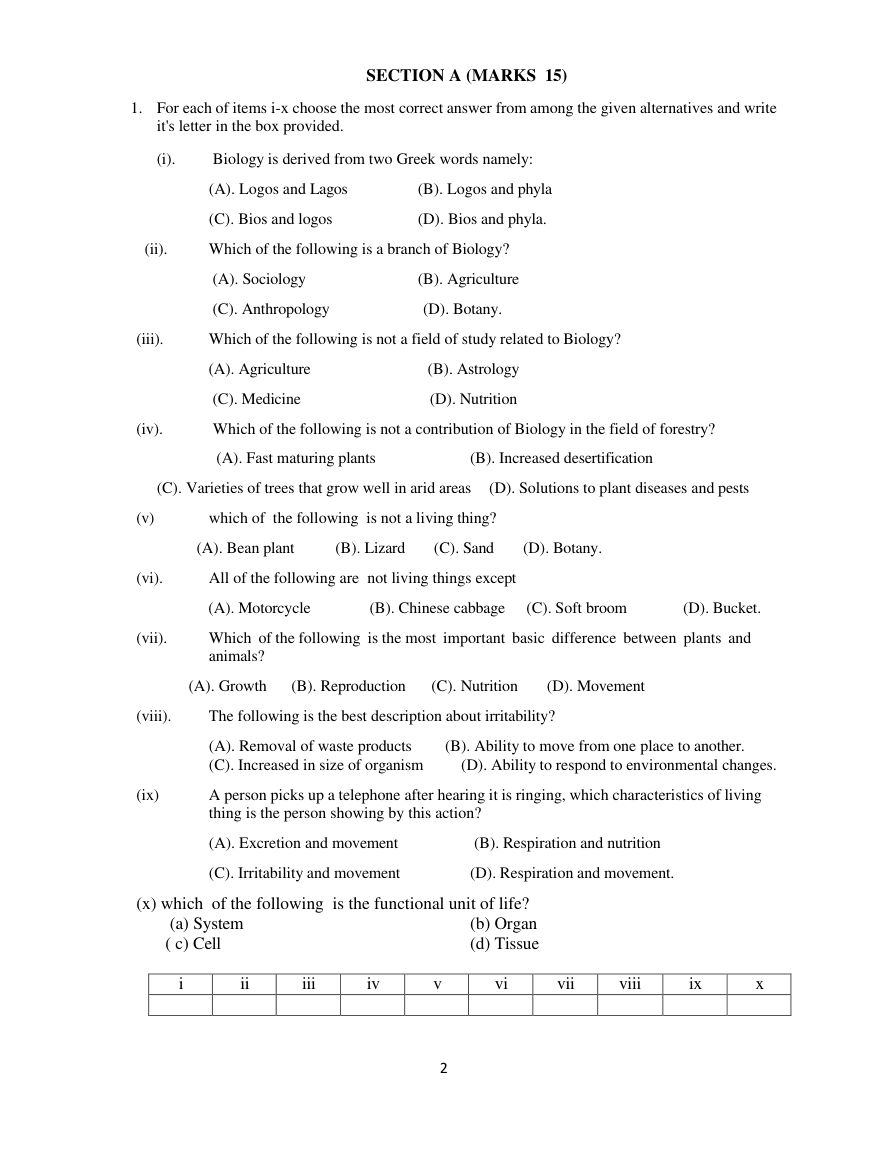 SECTION A (MARKS 15)
1. For each of items i-x choose the most correct answer from among the given alternatives and write
it's letter in the box provided.
(i). Biology is derived from two Greek words namely:
(A). Logos and Lagos (B). Logos and phyla
(C). Bios and logos (D). Bios and phyla.
(ii). Which of the following is a branch of Biology?
(A). Sociology (B). Agriculture
(C). Anthropology (D). Botany.
(iii). Which of the following is not a field of study related to Biology?
(A). Agriculture (B). Astrology
(C). Medicine (D). Nutrition
(iv). Which of the following is not a contribution of Biology in the field of forestry?
(A). Fast maturing plants (B). Increased desertification
(C). Varieties of trees that grow well in arid areas (D). Solutions to plant diseases and pests
(v) which of the following is not a living thing?
(A). Bean plant (B). Lizard (C). Sand (D). Botany.
(vi). All of the following are not living things except
(A). Motorcycle (B). Chinese cabbage (C). Soft broom (D). Bucket.
(vii). Which of the following is the most important basic difference between plants and
animals?
(A). Growth (B). Reproduction (C). Nutrition (D). Movement
(viii). The following is the best description about irritability?
(A). Removal of waste products (B). Ability to move from one place to another.
(C). Increased in size of organism (D). Ability to respond to environmental changes.
(ix) A person picks up a telephone after hearing it is ringing, which characteristics of living
thing is the person showing by this action?
(A). Excretion and movement (B). Respiration and nutrition
(C). Irritability and movement (D). Respiration and movement.
(x) which of the following is the functional unit of life?
(a) System (b) Organ
( c) Cell (d) Tissue
i ii iii iv v vi vii viii ix x
2